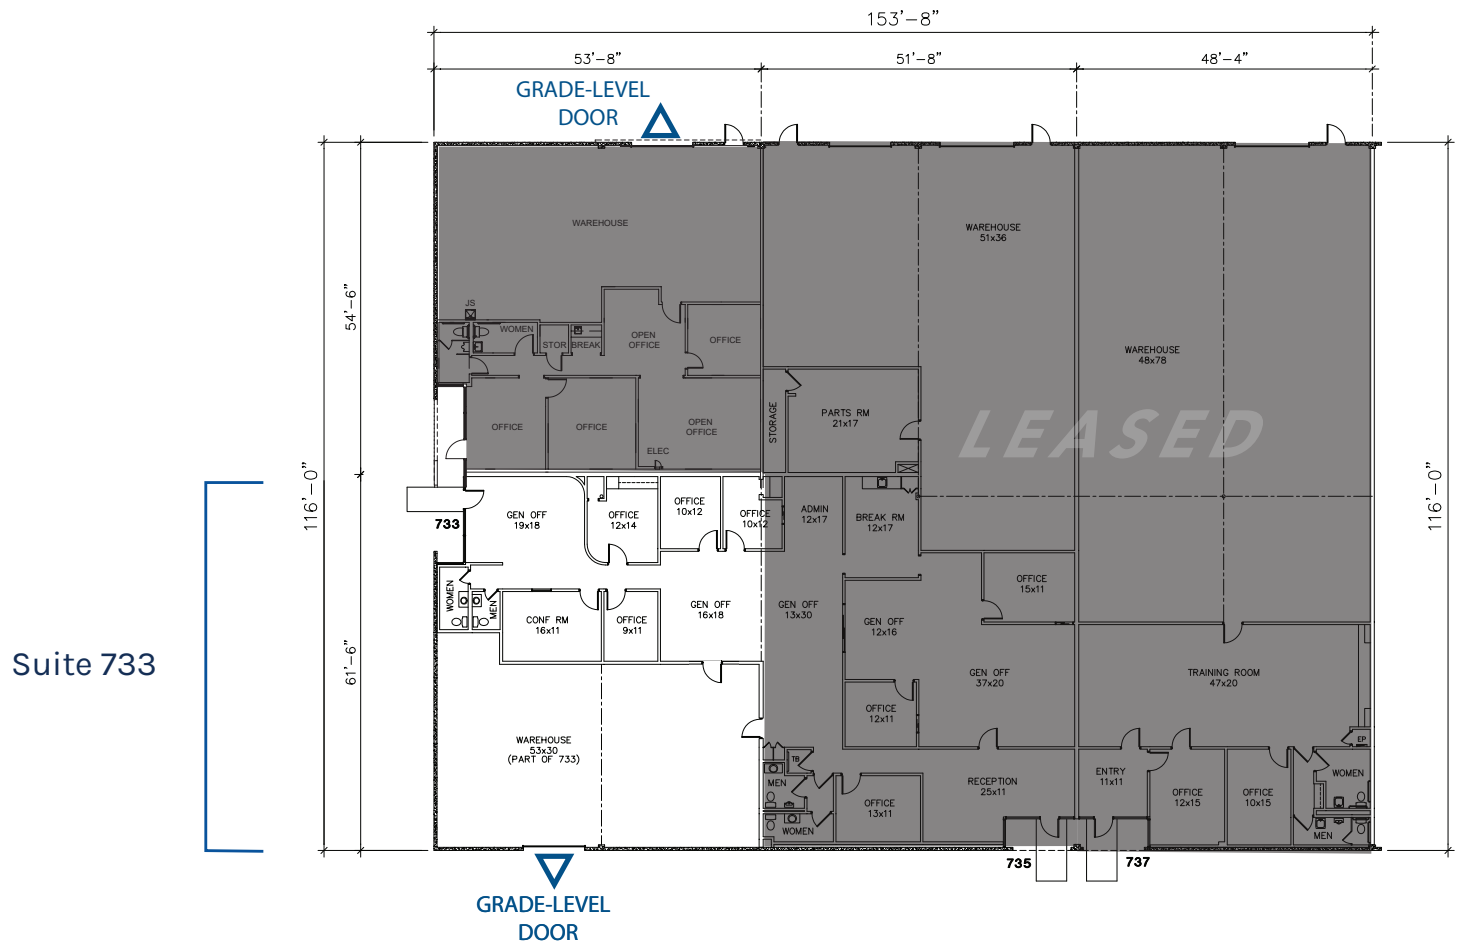 153'-8"
53'-8"
51'-8"
48'-4"
GRADE-LEVEL
DOOR
WAREHOUSE
WAREHOUSE
51x36
54'-6"
JS
WOMEN
STOR
BREAK
OPEN
OFFICE
OFFICE
WAREHOUSE
48x78
OFFICE
OFFICE
OPEN
OFFICE
ELEC
STORAGE
PARTS RM
21x17
LEASED
116'-0"
116'-0"
733
GEN OFF
19x18
OFFICE
12x14
OFFICE
10x12
OFFICE
10x12
ADMIN
12x17
BREAK RM
12x17
WOMEN
MEN
CONF RM
16x11
OFFICE
9x11
GEN OFF
16x18
GEN OFF
13x30
GEN OFF
12x16
OFFICE
15x11
Suite 733
61'-6"
GEN OFF
37x20
TRAINING ROOM
47x20
OFFICE
12x11
WAREHOUSE
53x30
(PART OF 733)
EP
TB
MEN
WOMEN
OFFICE
13x11
RECEPTION
25x11
ENTRY
11x11
OFFICE
12x15
OFFICE
10x15
WOMEN
MEN
735
737
GRADE-LEVEL
DOOR